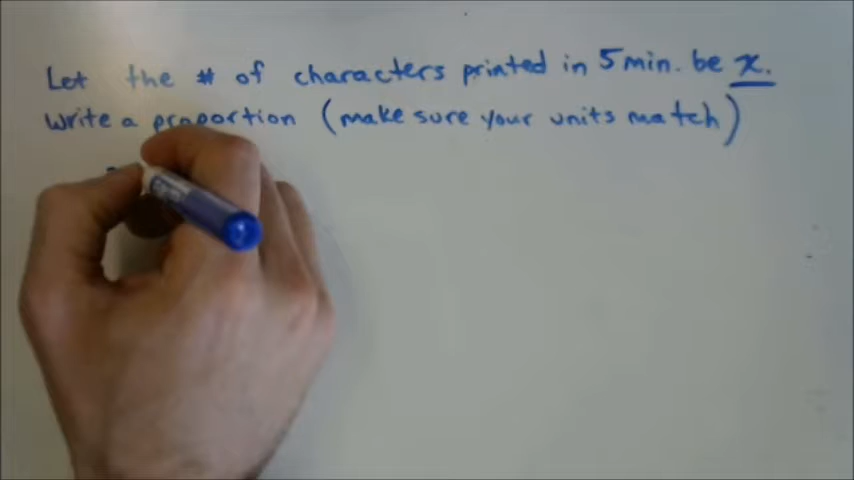 Let the # of characters printed in 5 min. be x.
write a proportion (make sure your units match)